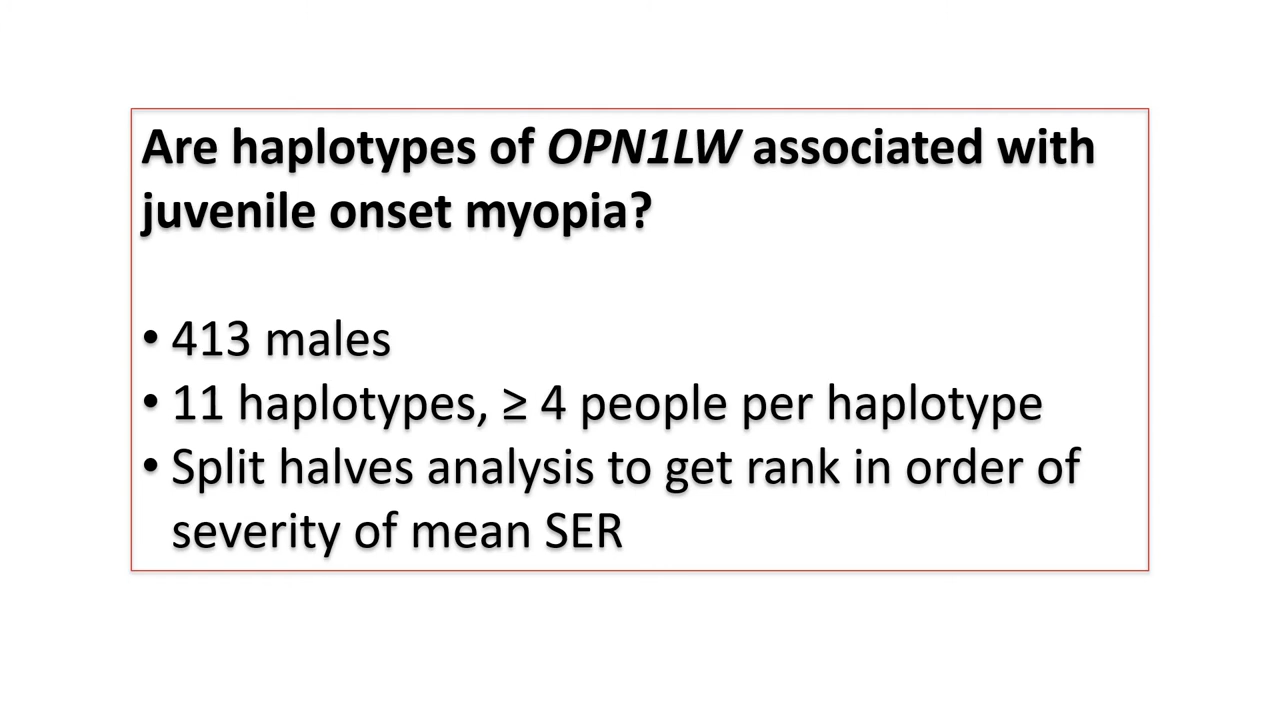 Are haplotypes of OPN1LW associated with
juvenile onset myopia?
• 413 males
• 11 haplotypes, ≥ 4 people per haplotype
• Split halves analysis to get rank in order of
severity of mean SER